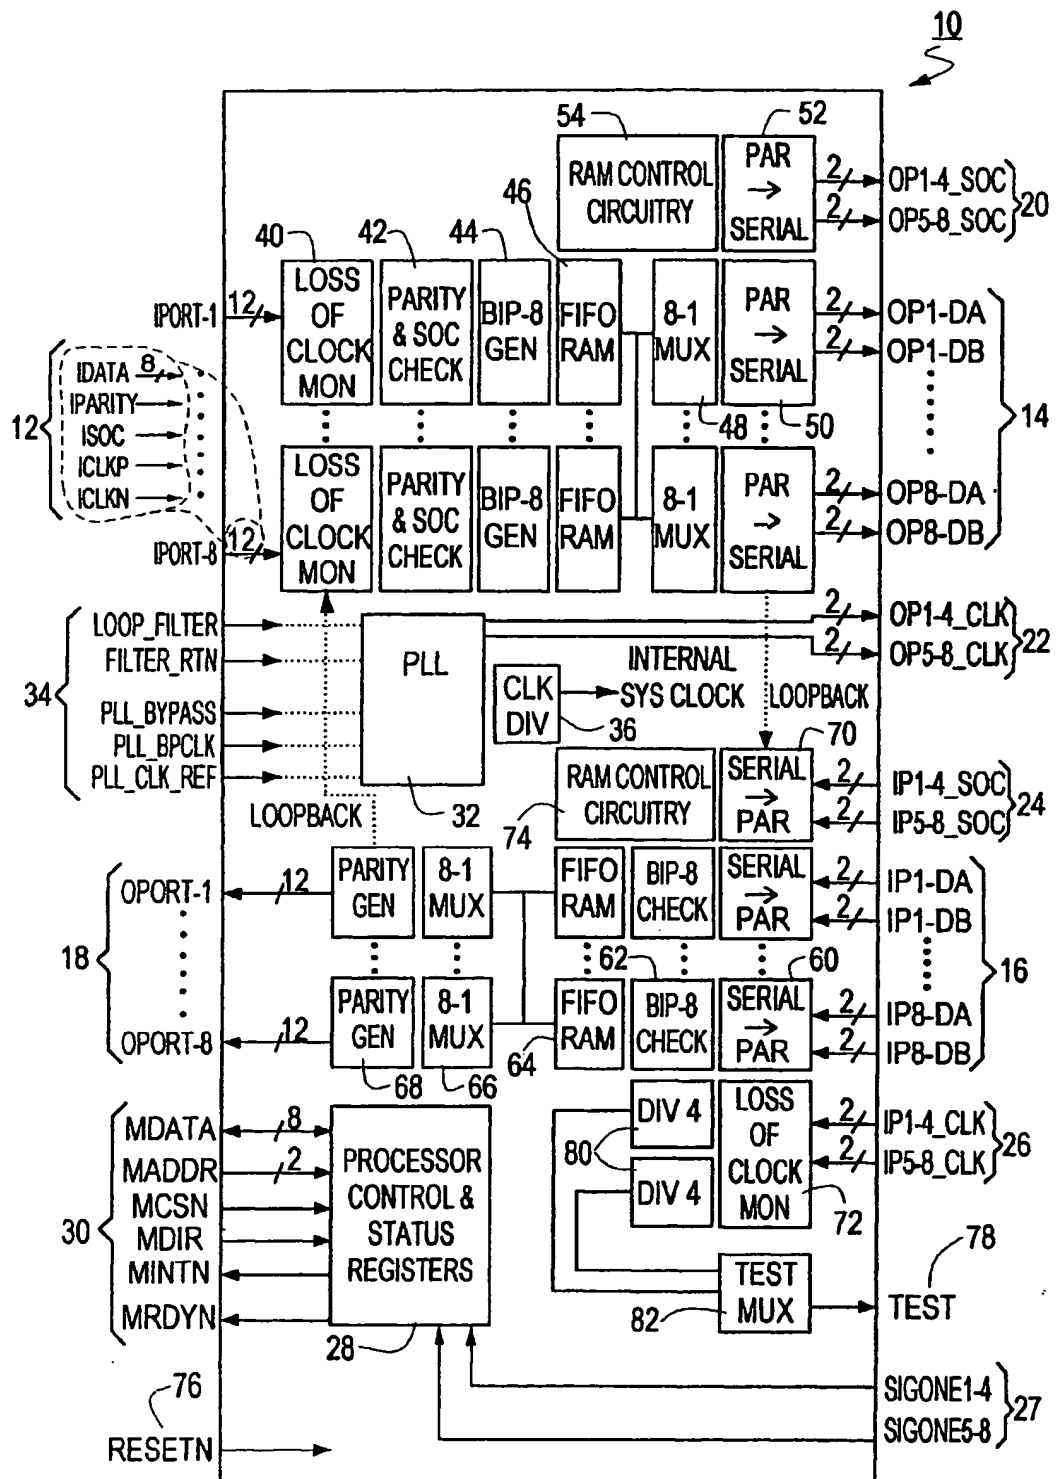 10
54
52
RAM CONTROL
CIRCUITRY
PAR
→
SERIAL
2
OP1-4_SOC
2
OP5-8_SOC
20
40
42
44
46
IPORT-1
12
LOSS
OF
CLOCK
MON
PARITY
& SOC
CHECK
BIP-8
GEN
FIFO
RAM
8-1
MUX
48
PAR
→
SERIAL
50
2
OP1-DA
2
OP1-DB
14
12
IDATA
8
IPARITY
ISOC
ICLKP
ICLKN
IPORT-8
12
LOSS
OF
CLOCK
MON
PARITY
& SOC
CHECK
BIP-8
GEN
FIFO
RAM
8-1
MUX
PAR
→
SERIAL
2
OP8-DA
2
OP8-DB
34
LOOP_FILTER
FILTER_RTN
PLL_BYPASS
PLL_BPCLK
PLL_CLK_REF
PLL
32
CLK
DIV
36
INTERNAL
SYS CLOCK
LOOPBACK
2
OP1-4_CLK
2
OP5-8_CLK
22
LOOPBACK
RAM CONTROL
CIRCUITRY
74
70
SERIAL
→
PAR
2
IP1-4_SOC
2
IP5-8_SOC
24
18
OPORT-1
12
PARITY
GEN
8-1
MUX
FIFO
RAM
BIP-8
CHECK
SERIAL
→
PAR
2
IP1-DA
2
IP1-DB
16
62
60
OPORT-8
12
PARITY
GEN
68
8-1
MUX
66
FIFO
RAM
64
BIP-8
CHECK
SERIAL
→
PAR
2
IP8-DA
2
IP8-DB
30
MDATA
8
MADDR
2
MCSN
MDIR
MINTN
MRDYN
PROCESSOR
CONTROL &
STATUS
REGISTERS
28
DIV 4
80
DIV 4
LOSS
OF
CLOCK
MON
72
2
IP1-4_CLK
2
IP5-8_CLK
26
TEST
MUX
82
78
TEST
76
RESETN
SIGONE1-4
SIGONE5-8
27